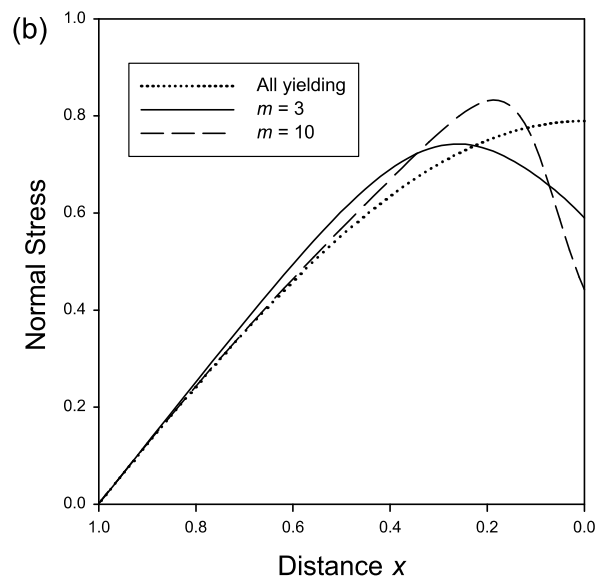 (b)
1.0
0.8
0.6
0.4
0.2
0.0
Normal Stress
All yielding
m = 3
m = 10
1.0 0.8 0.6 0.4 0.2 0.0
Distance x